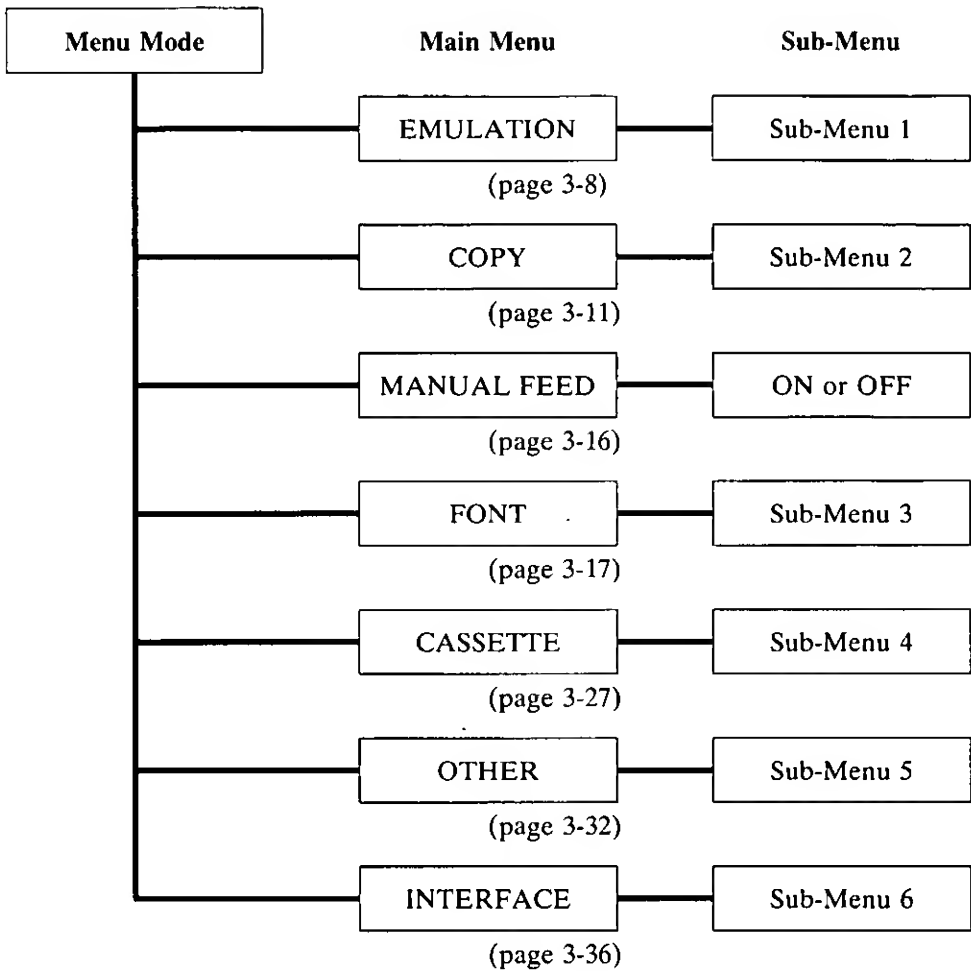 Menu Mode Main Menu Sub-Menu
EMULATION Sub-Menu 1
(page 3-8)
COPY Sub-Menu 2
(page 3-11)
MANUAL FEED ON or OFF
(page 3-16)
FONT Sub-Menu 3
(page 3-17)
CASSETTE Sub-Menu 4
(page 3-27)
OTHER Sub-Menu 5
(page 3-32)
INTERFACE Sub-Menu 6
(page 3-36)